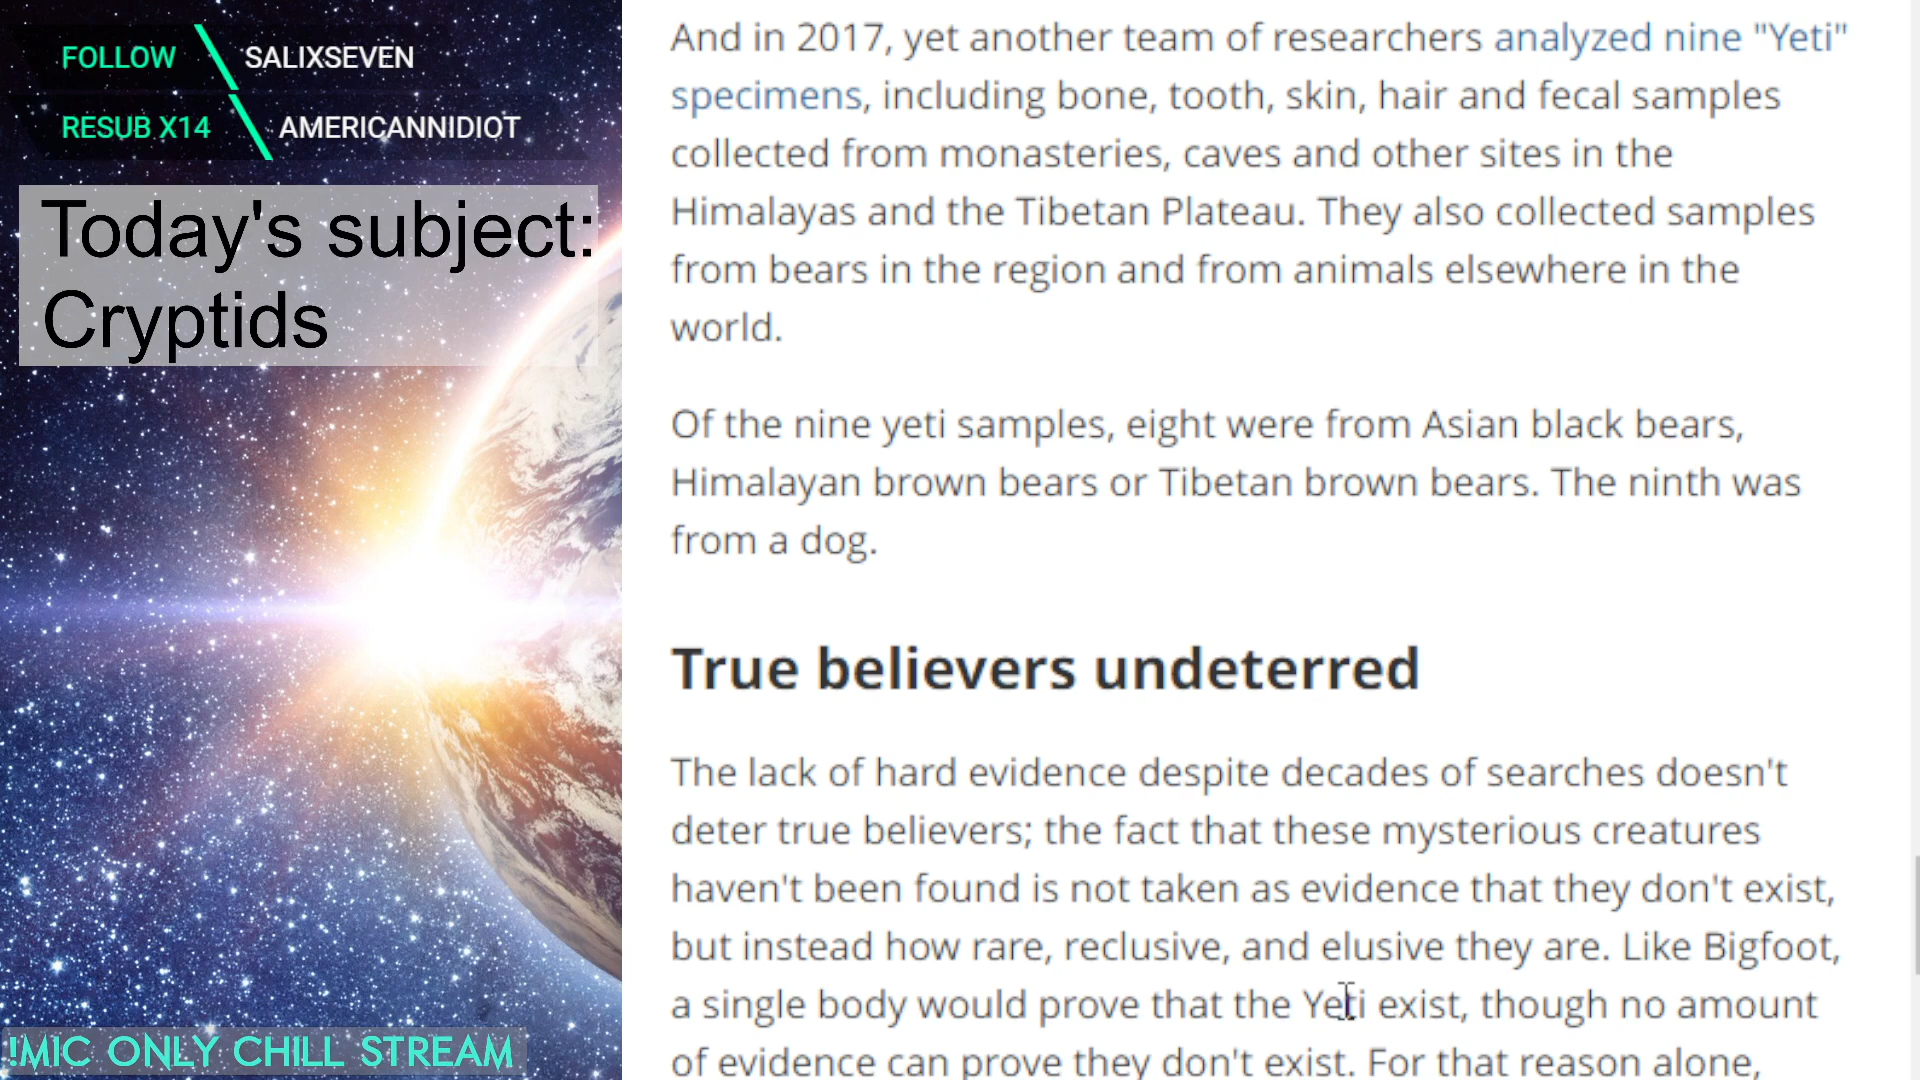 FOLLOW SALIXSEVEN
RESUB X14 AMERICANNIDIOT
Today's subject:
Cryptids
!MIC ONLY CHILL STREAM
And in 2017, yet another team of researchers analyzed nine "Yeti"
specimens, including bone, tooth, skin, hair and fecal samples
collected from monasteries, caves and other sites in the
Himalayas and the Tibetan Plateau. They also collected samples
from bears in the region and from animals elsewhere in the
world.
Of the nine yeti samples, eight were from Asian black bears,
Himalayan brown bears or Tibetan brown bears. The ninth was
from a dog.
True believers undeterred
The lack of hard evidence despite decades of searches doesn't
deter true believers; the fact that these mysterious creatures
haven't been found is not taken as evidence that they don't exist,
but instead how rare, reclusive, and elusive they are. Like Bigfoot,
a single body would prove that the Yeti exist, though no amount
of evidence can prove they don't exist. For that reason alone,